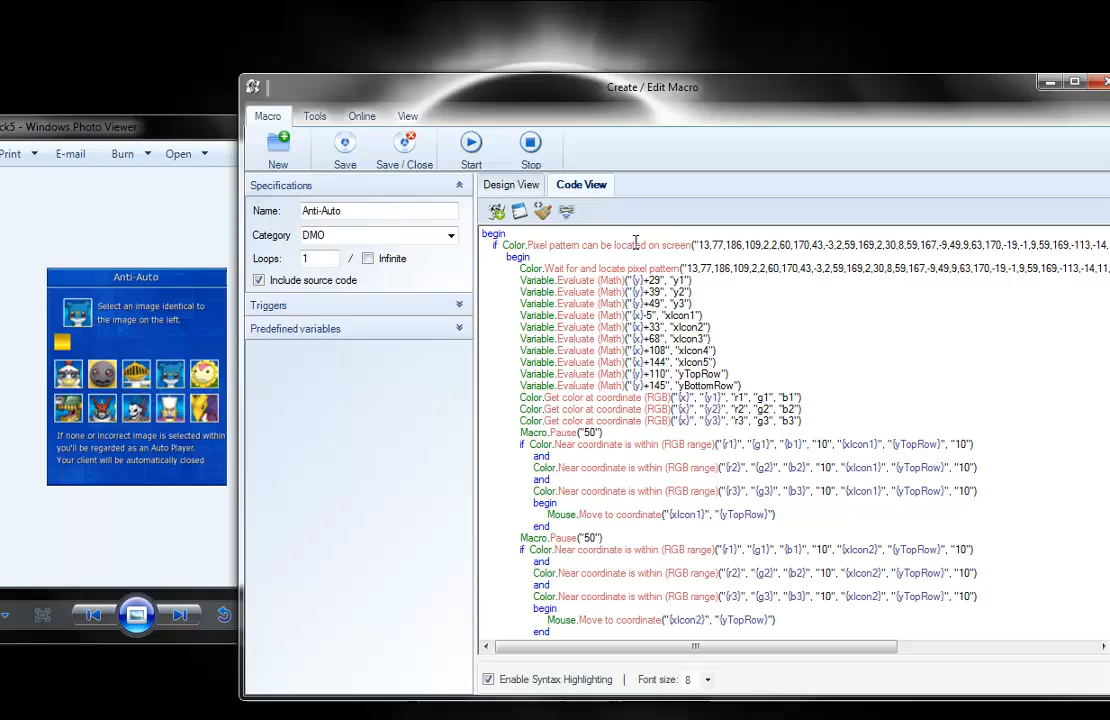 Create / Edit Macro
ck5 - Windows Photo Viewer
Print
E-mail
Burn
Open
Macro
Tools
Online
View
New
Save
Save / Close
Start
Stop
Specifications
Name:
Anti-Auto
Category
DMO
Loops:
1
/
Infinite
Include source code
Triggers
Predefined variables
Design View
Code View
Anti-Auto
Select an image identical to
the image on the left.
If none or incorrect image is selected within
you'll be regarded as an Auto Player.
Your client will be automatically closed
begin
if Color.Pixel pattern can be located on screen("13,77,186,109,2,2,60,170,43,-3,2,59,169,2,30,8,59,167,-9,49,9,63,170,-19,-1,9,59,169,-113,-14,
begin
Color.Wait for and locate pixel pattern("13,77,186,109,2,2,60,170,43,-3,2,59,169,2,30,8,59,167,-9,49,9,63,170,-19,-1,9,59,169,-113,-14,11,
Variable.Evaluate (Math)("{y}+29", "y1")
Variable.Evaluate (Math)("{y}+39", "y2")
Variable.Evaluate (Math)("{y}+49", "y3")
Variable.Evaluate (Math)("{x}-5", "xIcon1")
Variable.Evaluate (Math)("{x}+33", "xIcon2")
Variable.Evaluate (Math)("{x}+68", "xIcon3")
Variable.Evaluate (Math)("{x}+108", "xIcon4")
Variable.Evaluate (Math)("{x}+144", "xIcon5")
Variable.Evaluate (Math)("{y}+110", "yTopRow")
Variable.Evaluate (Math)("{y}+145", "yBottomRow")
Color.Get color at coordinate (RGB)("{x}", "{y1}", "r1", "g1", "b1")
Color.Get color at coordinate (RGB)("{x}", "{y2}", "r2", "g2", "b2")
Color.Get color at coordinate (RGB)("{x}", "{y3}", "r3", "g3", "b3")
Macro.Pause("50")
if Color.Near coordinate is within (RGB range)("{r1}", "{g1}", "{b1}", "10", "{xIcon1}", "{yTopRow}", "10")
and
Color.Near coordinate is within (RGB range)("{r2}", "{g2}", "{b2}", "10", "{xIcon1}", "{yTopRow}", "10")
and
Color.Near coordinate is within (RGB range)("{r3}", "{g3}", "{b3}", "10", "{xIcon1}", "{yTopRow}", "10")
begin
Mouse.Move to coordinate("{xIcon1}", "{yTopRow}")
end
Macro.Pause("50")
if Color.Near coordinate is within (RGB range)("{r1}", "{g1}", "{b1}", "10", "{xIcon2}", "{yTopRow}", "10")
and
Color.Near coordinate is within (RGB range)("{r2}", "{g2}", "{b2}", "10", "{xIcon2}", "{yTopRow}", "10")
and
Color.Near coordinate is within (RGB range)("{r3}", "{g3}", "{b3}", "10", "{xIcon2}", "{yTopRow}", "10")
begin
Mouse.Move to coordinate("{xIcon2}", "{yTopRow}")
end
Enable Syntax Highlighting
Font size:
8